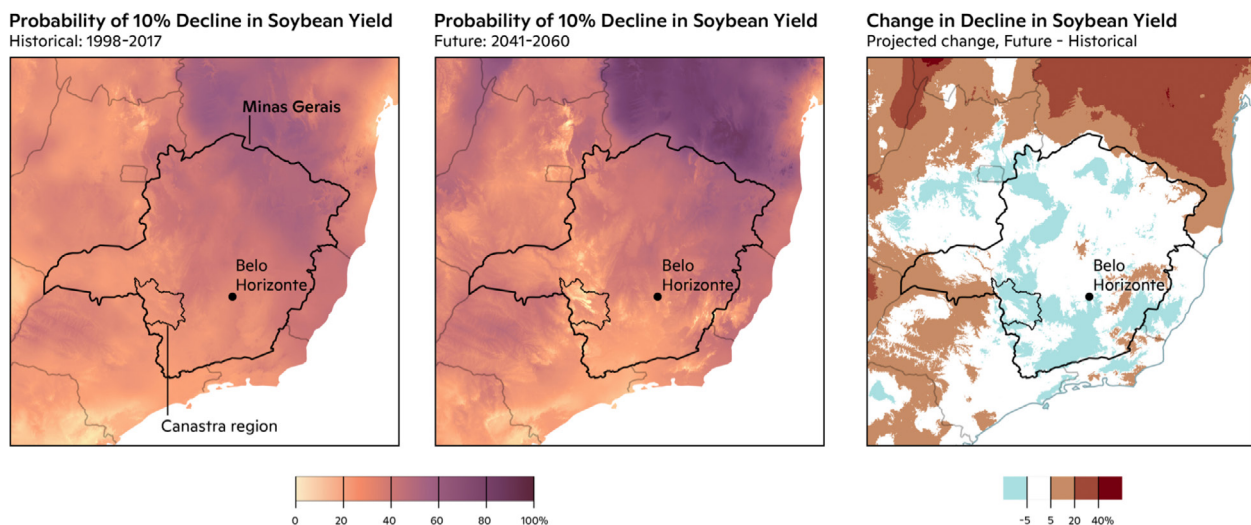 Probability of 10% Decline in Soybean Yield
Historical: 1998-2017
Minas Gerais
Belo
Horizonte
Canastra region
Probability of 10% Decline in Soybean Yield
Future: 2041-2060
Belo
Horizonte
Change in Decline in Soybean Yield
Projected change, Future - Historical
Belo
Horizonte
0 20 40 60 80 100%
-5 5 20 40%